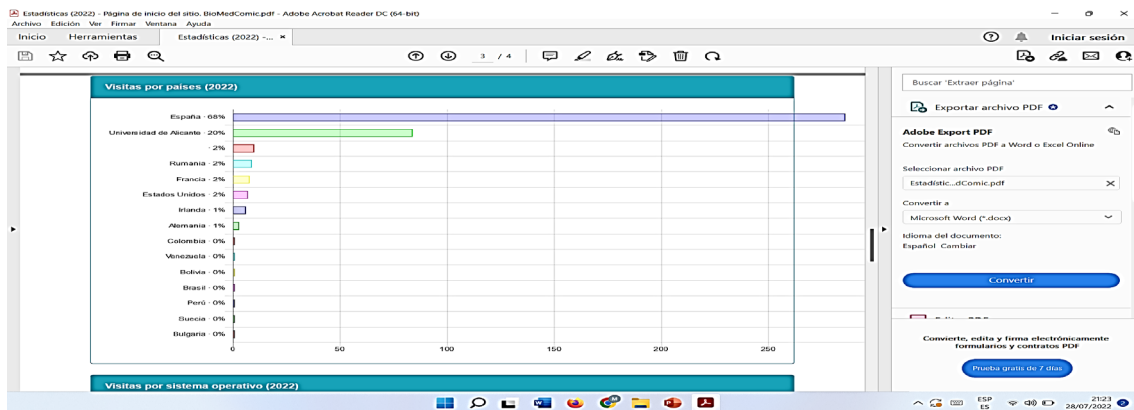 Estadísticas (2022) - Página de inicio del sitio. BioMedComic.pdf - Adobe Acrobat Reader DC (64-bit)
Archivo Edición Ver Firmar Ventana Ayuda
Inicio Herramientas Estadísticas (2022) -... × Iniciar sesión
3 / 4
Visitas por países (2022)
España - 68%
Universidad de Alicante - 20%
- 2%
Rumania - 2%
Francia - 2%
Estados Unidos - 2%
Irlanda - 1%
Alemania - 1%
Colombia - 0%
Venezuela - 0%
Bolivia - 0%
Brasil - 0%
Perú - 0%
Suecia - 0%
Bulgaria - 0%
0 50 100 150 200 250
Visitas por sistema operativo (2022)
Buscar 'Extraer página'
Exportar archivo PDF
Adobe Export PDF
Convertir archivos PDF a Word o Excel Online
Seleccionar archivo PDF
Estadístic...dComic.pdf
Convertir a
Microsoft Word (*.docx)
Idioma del documento:
Español Cambiar
Convertir
Convierte, edita y firma electrónicamente
formularios y contratos PDF
Prueba gratis de 7 días
ESP
ES
21:23
28/07/2022
2